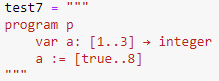 test7 = """
program p
    var a: [1..3] → integer
    a := [true..8]
"""